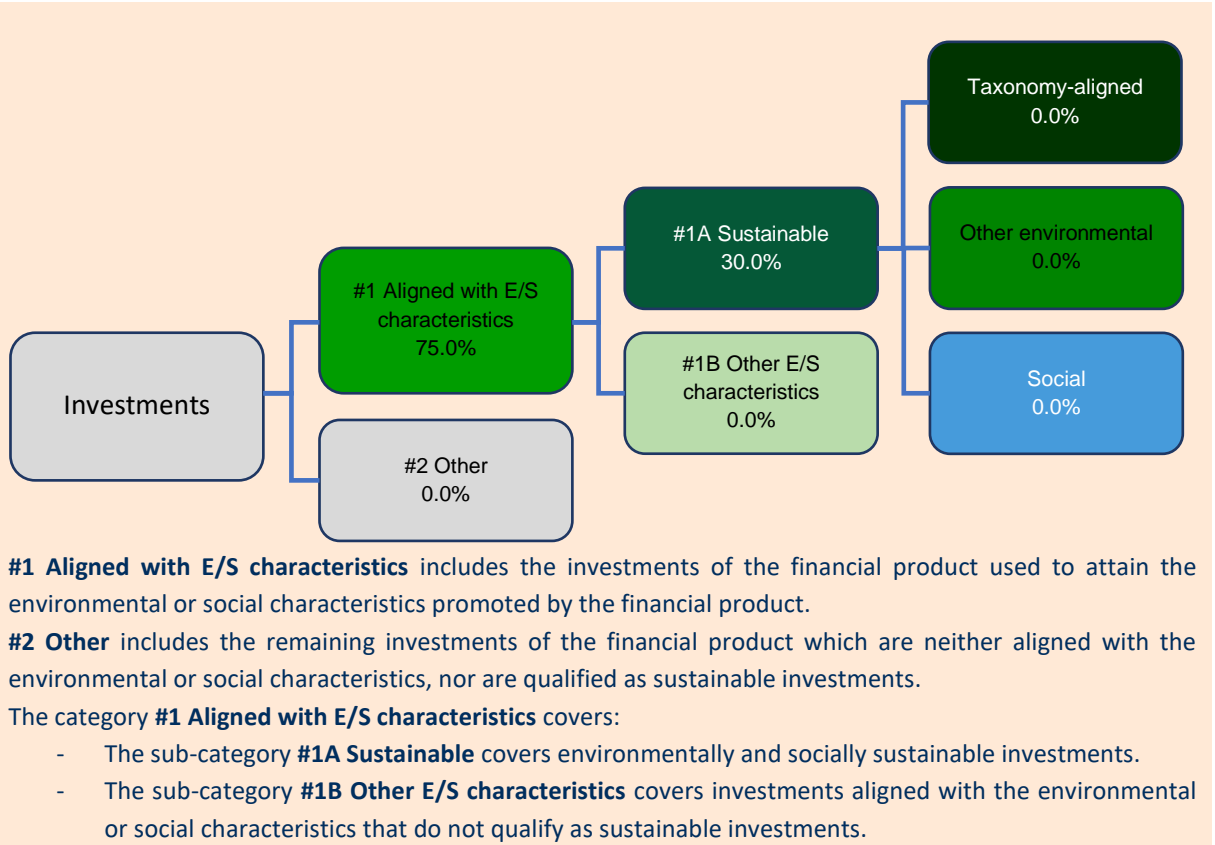 Investments
#1 Aligned with E/S
characteristics
75.0%
#2 Other
0.0%
#1A Sustainable
30.0%
#1B Other E/S
characteristics
0.0%
Taxonomy-aligned
0.0%
Other environmental
0.0%
Social
0.0%
#1 Aligned with E/S characteristics includes the investments of the financial product used to attain the
environmental or social characteristics promoted by the financial product.
#2 Other includes the remaining investments of the financial product which are neither aligned with the
environmental or social characteristics, nor are qualified as sustainable investments.
The category #1 Aligned with E/S characteristics covers:
- The sub-category #1A Sustainable covers environmentally and socially sustainable investments.
- The sub-category #1B Other E/S characteristics covers investments aligned with the environmental
or social characteristics that do not qualify as sustainable investments.